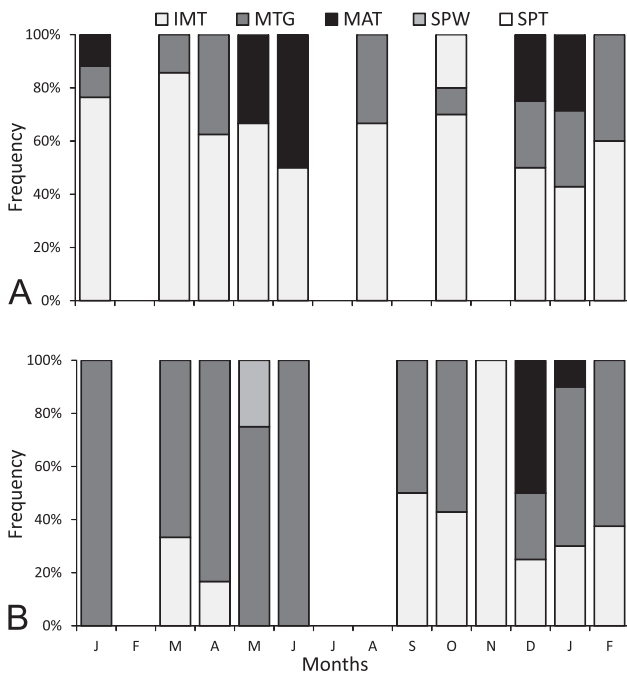 IMT MTG MAT SPW SPT
100%
80%
60%
40%
20%
0%
Frequency
A
100%
80%
60%
40%
20%
0%
Frequency
B
J F M A M J J A S O N D J F
Months